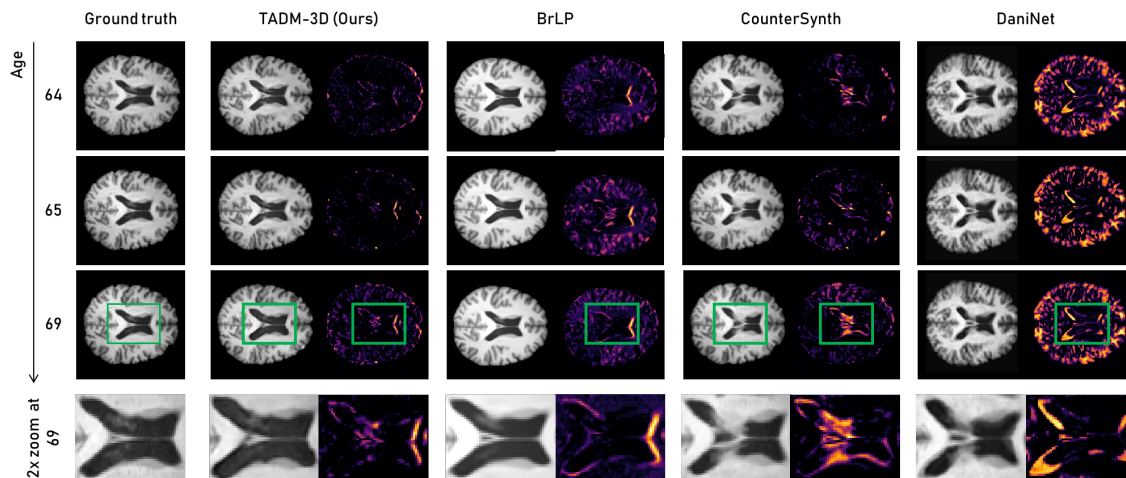 Ground truth
TADM-3D (Ours)
BrLP
CounterSynth
DaniNet
Age
64
65
69
2x zoom at
69